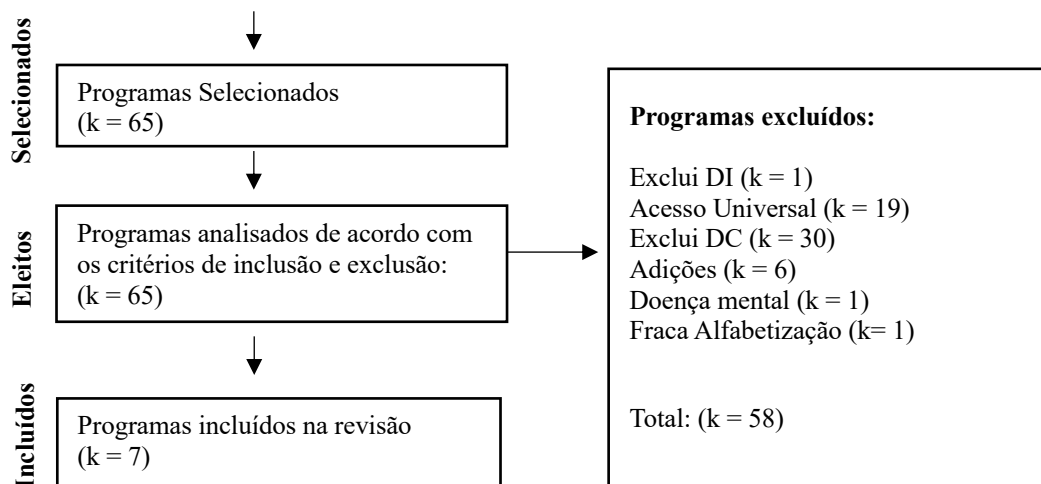 Selecionados
Programas Selecionados
(k = 65)
Eleitos
Programas analisados de acordo com
os critérios de inclusão e exclusão:
(k = 65)
Programas excluídos:
Exclui DI (k = 1)
Acesso Universal (k = 19)
Exclui DC (k = 30)
Adições (k = 6)
Doença mental (k = 1)
Fraca Alfabetização (k= 1)
Total: (k = 58)
Incluídos
Programas incluídos na revisão
(k = 7)